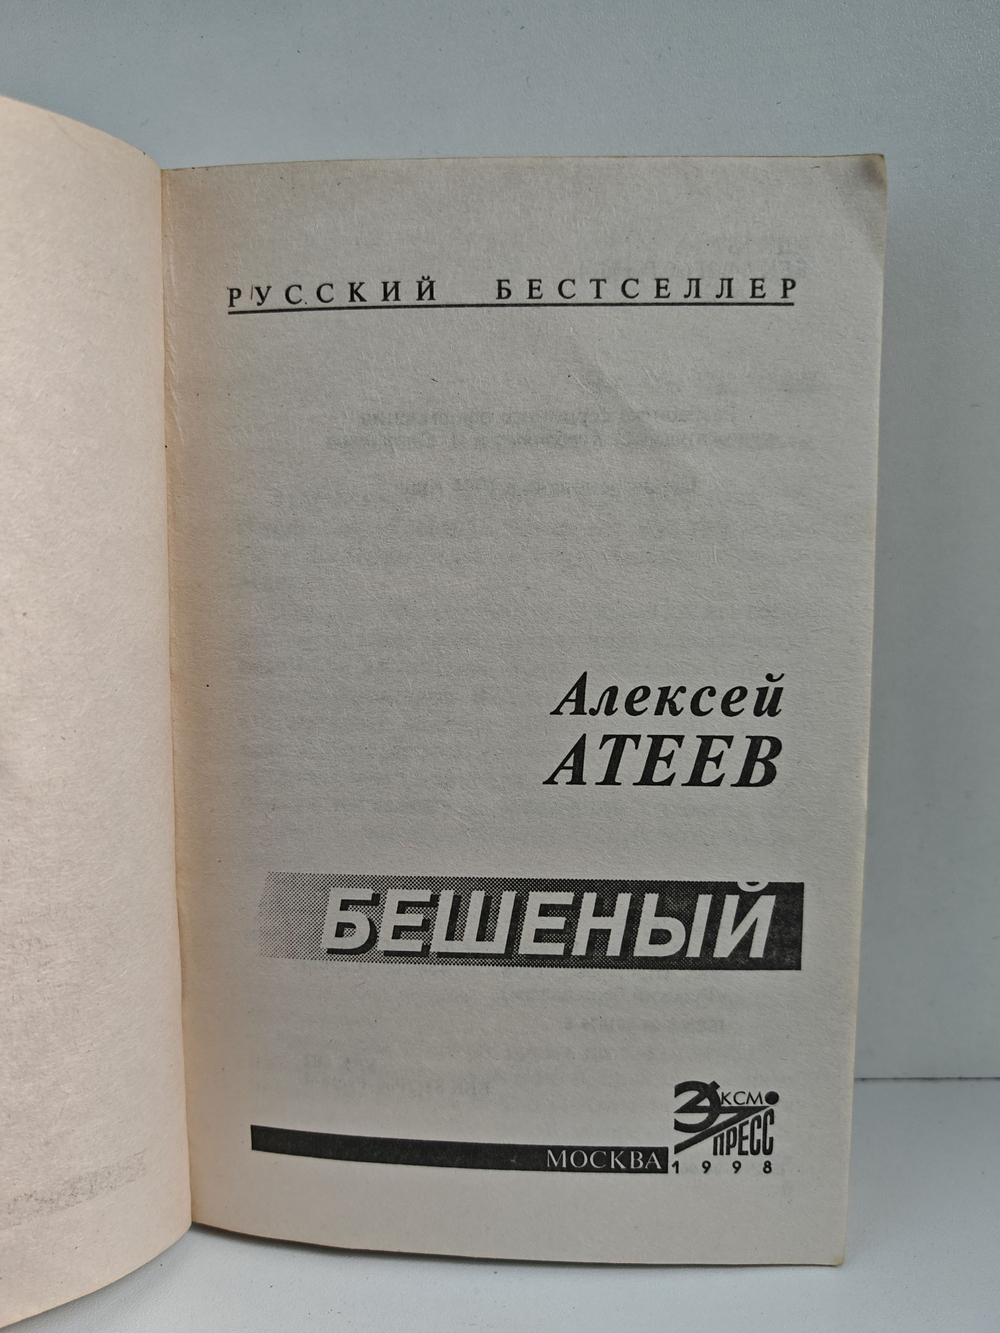 РУССКИЙ БЕСТСЕЛЛЕР
Алексей
АТЕЕВ
БЕШЕНЫЙ
ЭКСМО
ПРЕСС
МОСКВА 1998